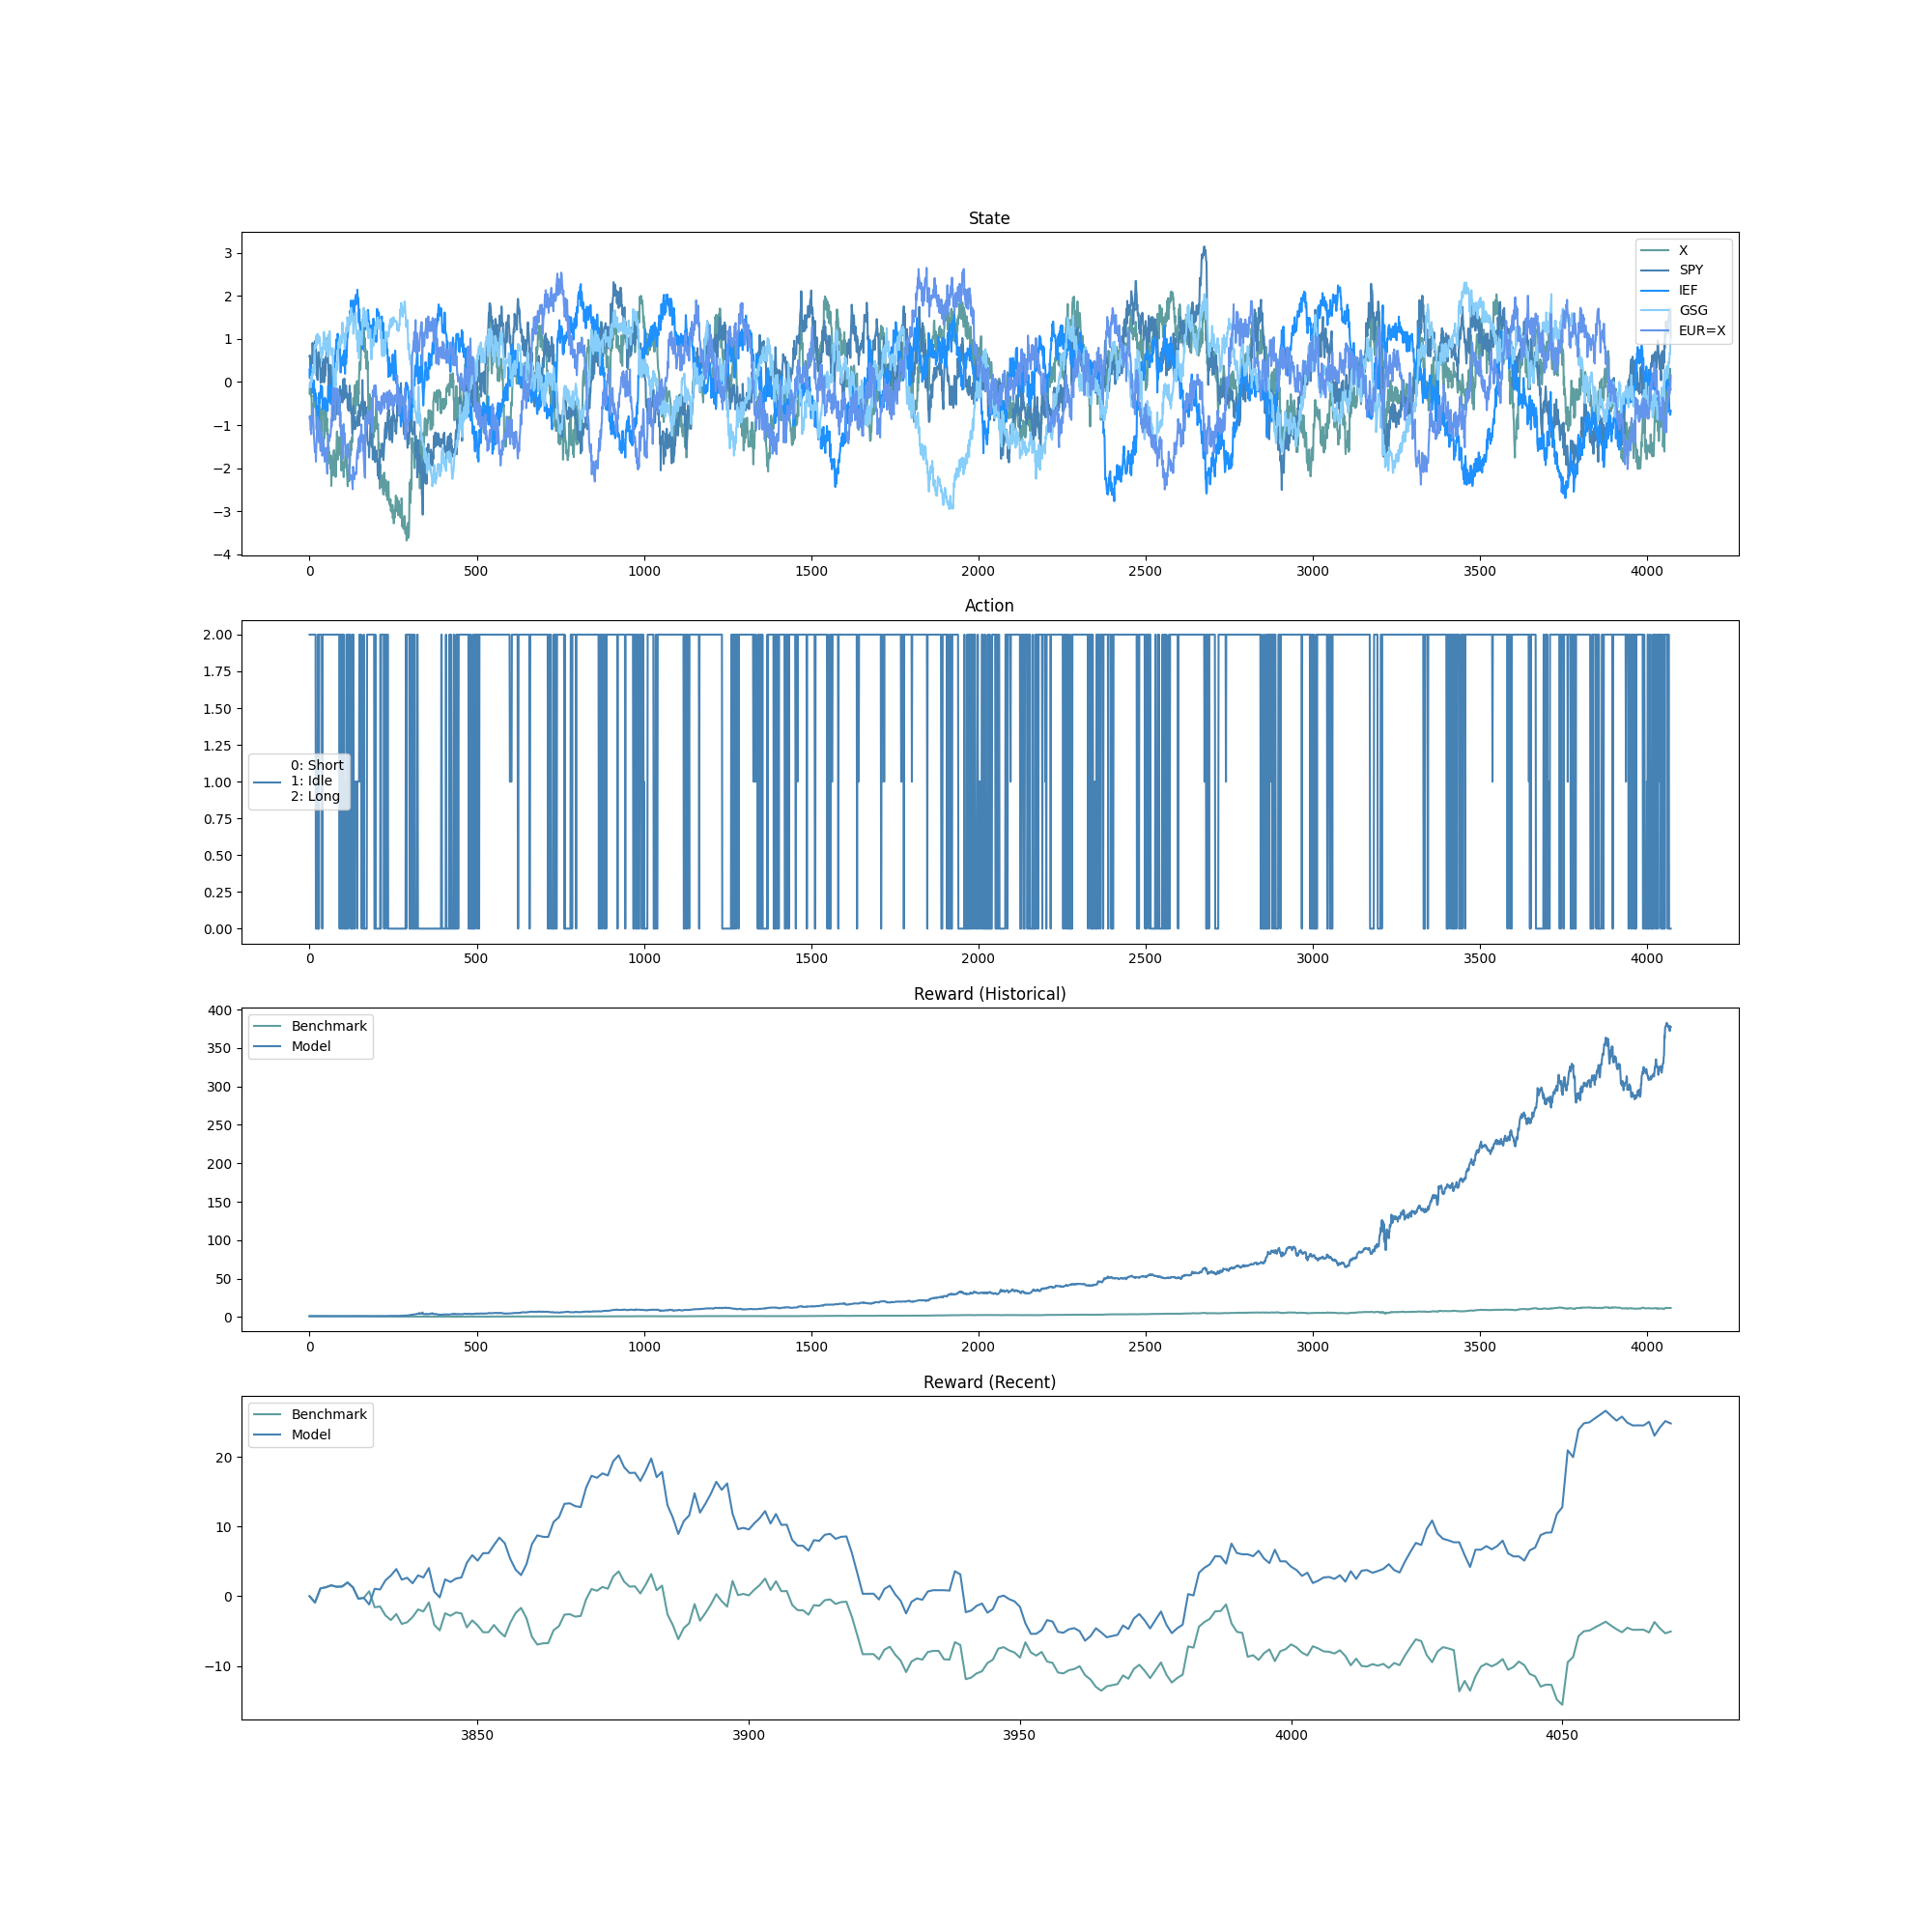 State
3
2
1
0
−1
−2
−3
−4
X
SPY
IEF
GSG
EUR=X
0 500 1000 1500 2000 2500 3000 3500 4000
Action
2.00
1.75
1.50
1.25
1.00
0.75
0.50
0.25
0.00
0: Short
1: Idle
2: Long
0 500 1000 1500 2000 2500 3000 3500 4000
Reward (Historical)
400
350
300
250
200
150
100
50
0
Benchmark
Model
0 500 1000 1500 2000 2500 3000 3500 4000
Reward (Recent)
20
10
0
−10
Benchmark
Model
3850 3900 3950 4000 4050